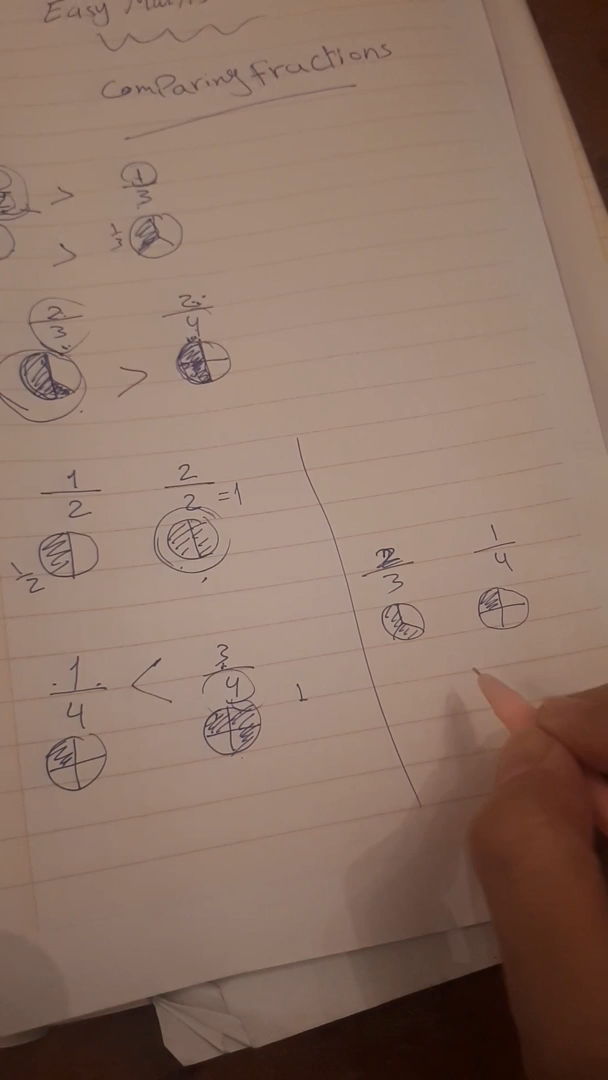 Easy
Comparing fractions
> 1/3
> 1/3
2/3 2/4
>
1/2 2/2 = 1
1/2
1/4 < 3/4 1
2/3 1/4